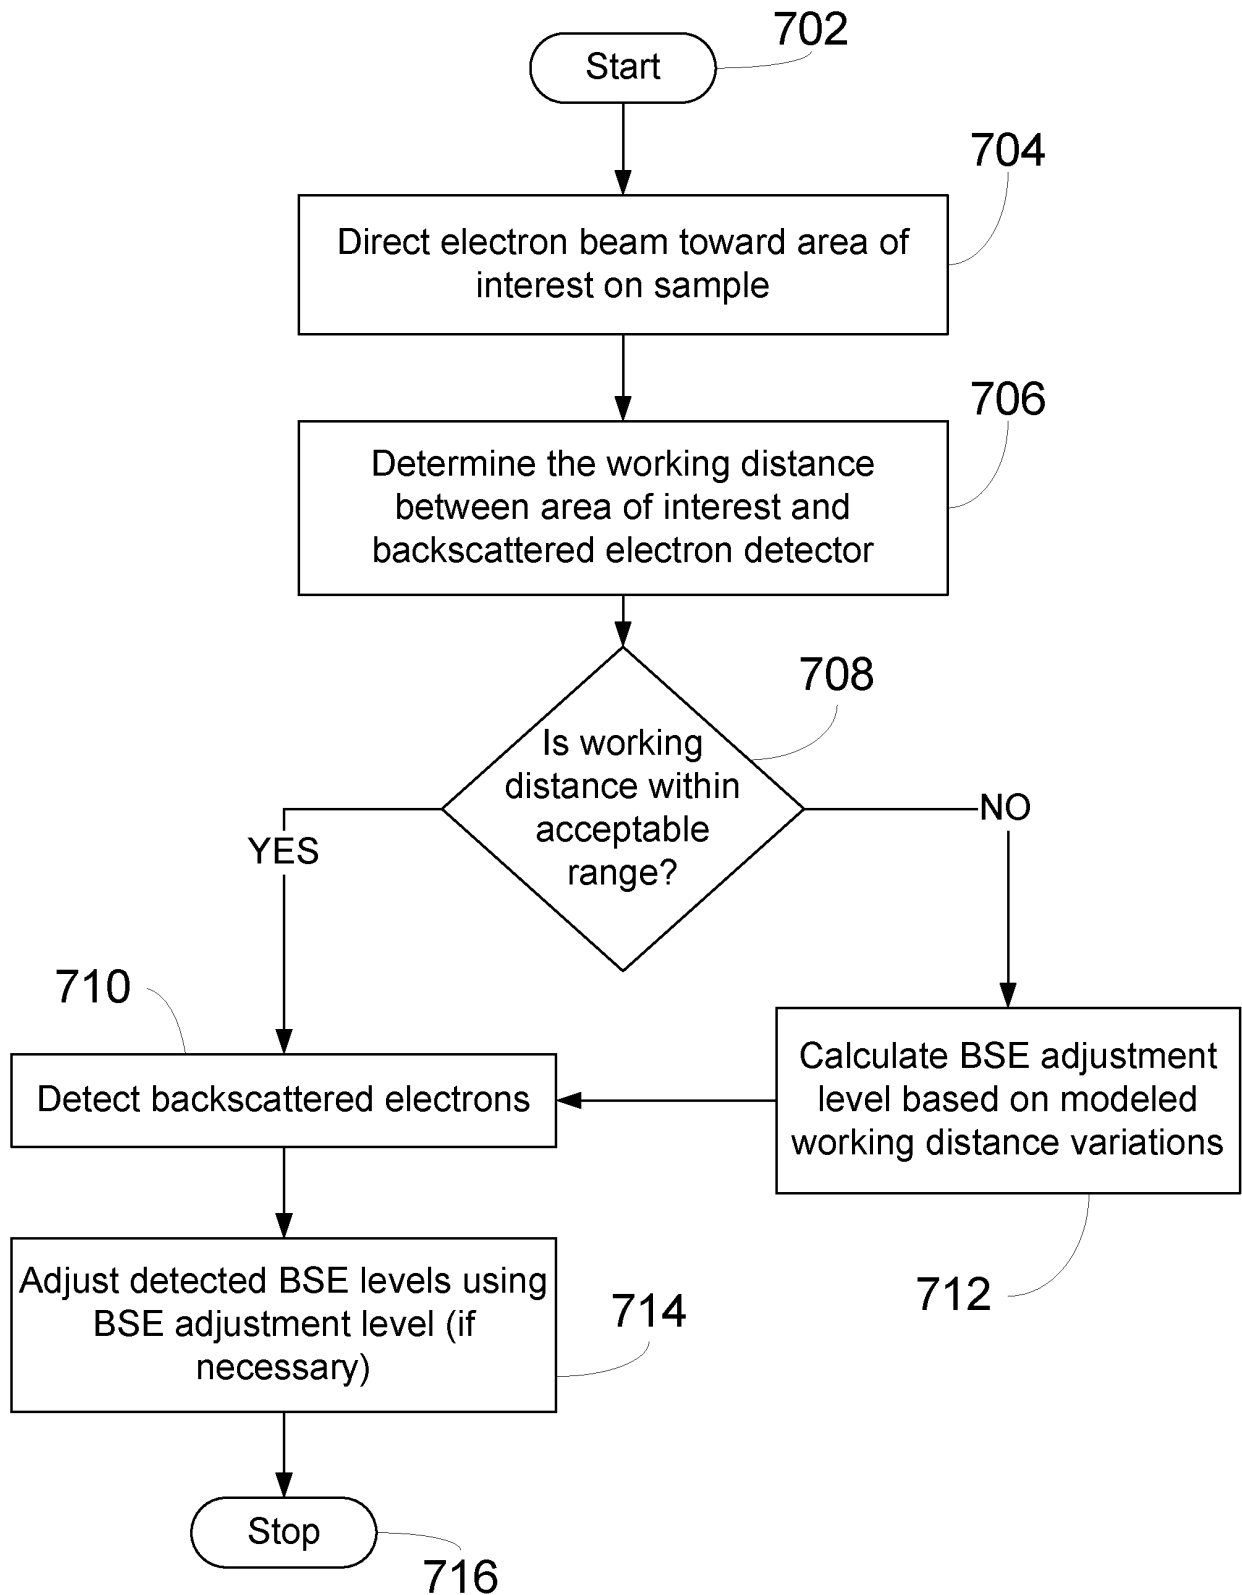 702
Start
704
Direct electron beam toward area of
interest on sample
706
Determine the working distance
between area of interest and
backscattered electron detector
708
Is working
distance within
acceptable
range?
NO
YES
710
Detect backscattered electrons
Calculate BSE adjustment
level based on modeled
working distance variations
712
Adjust detected BSE levels using
BSE adjustment level (if
necessary)
714
Stop
716